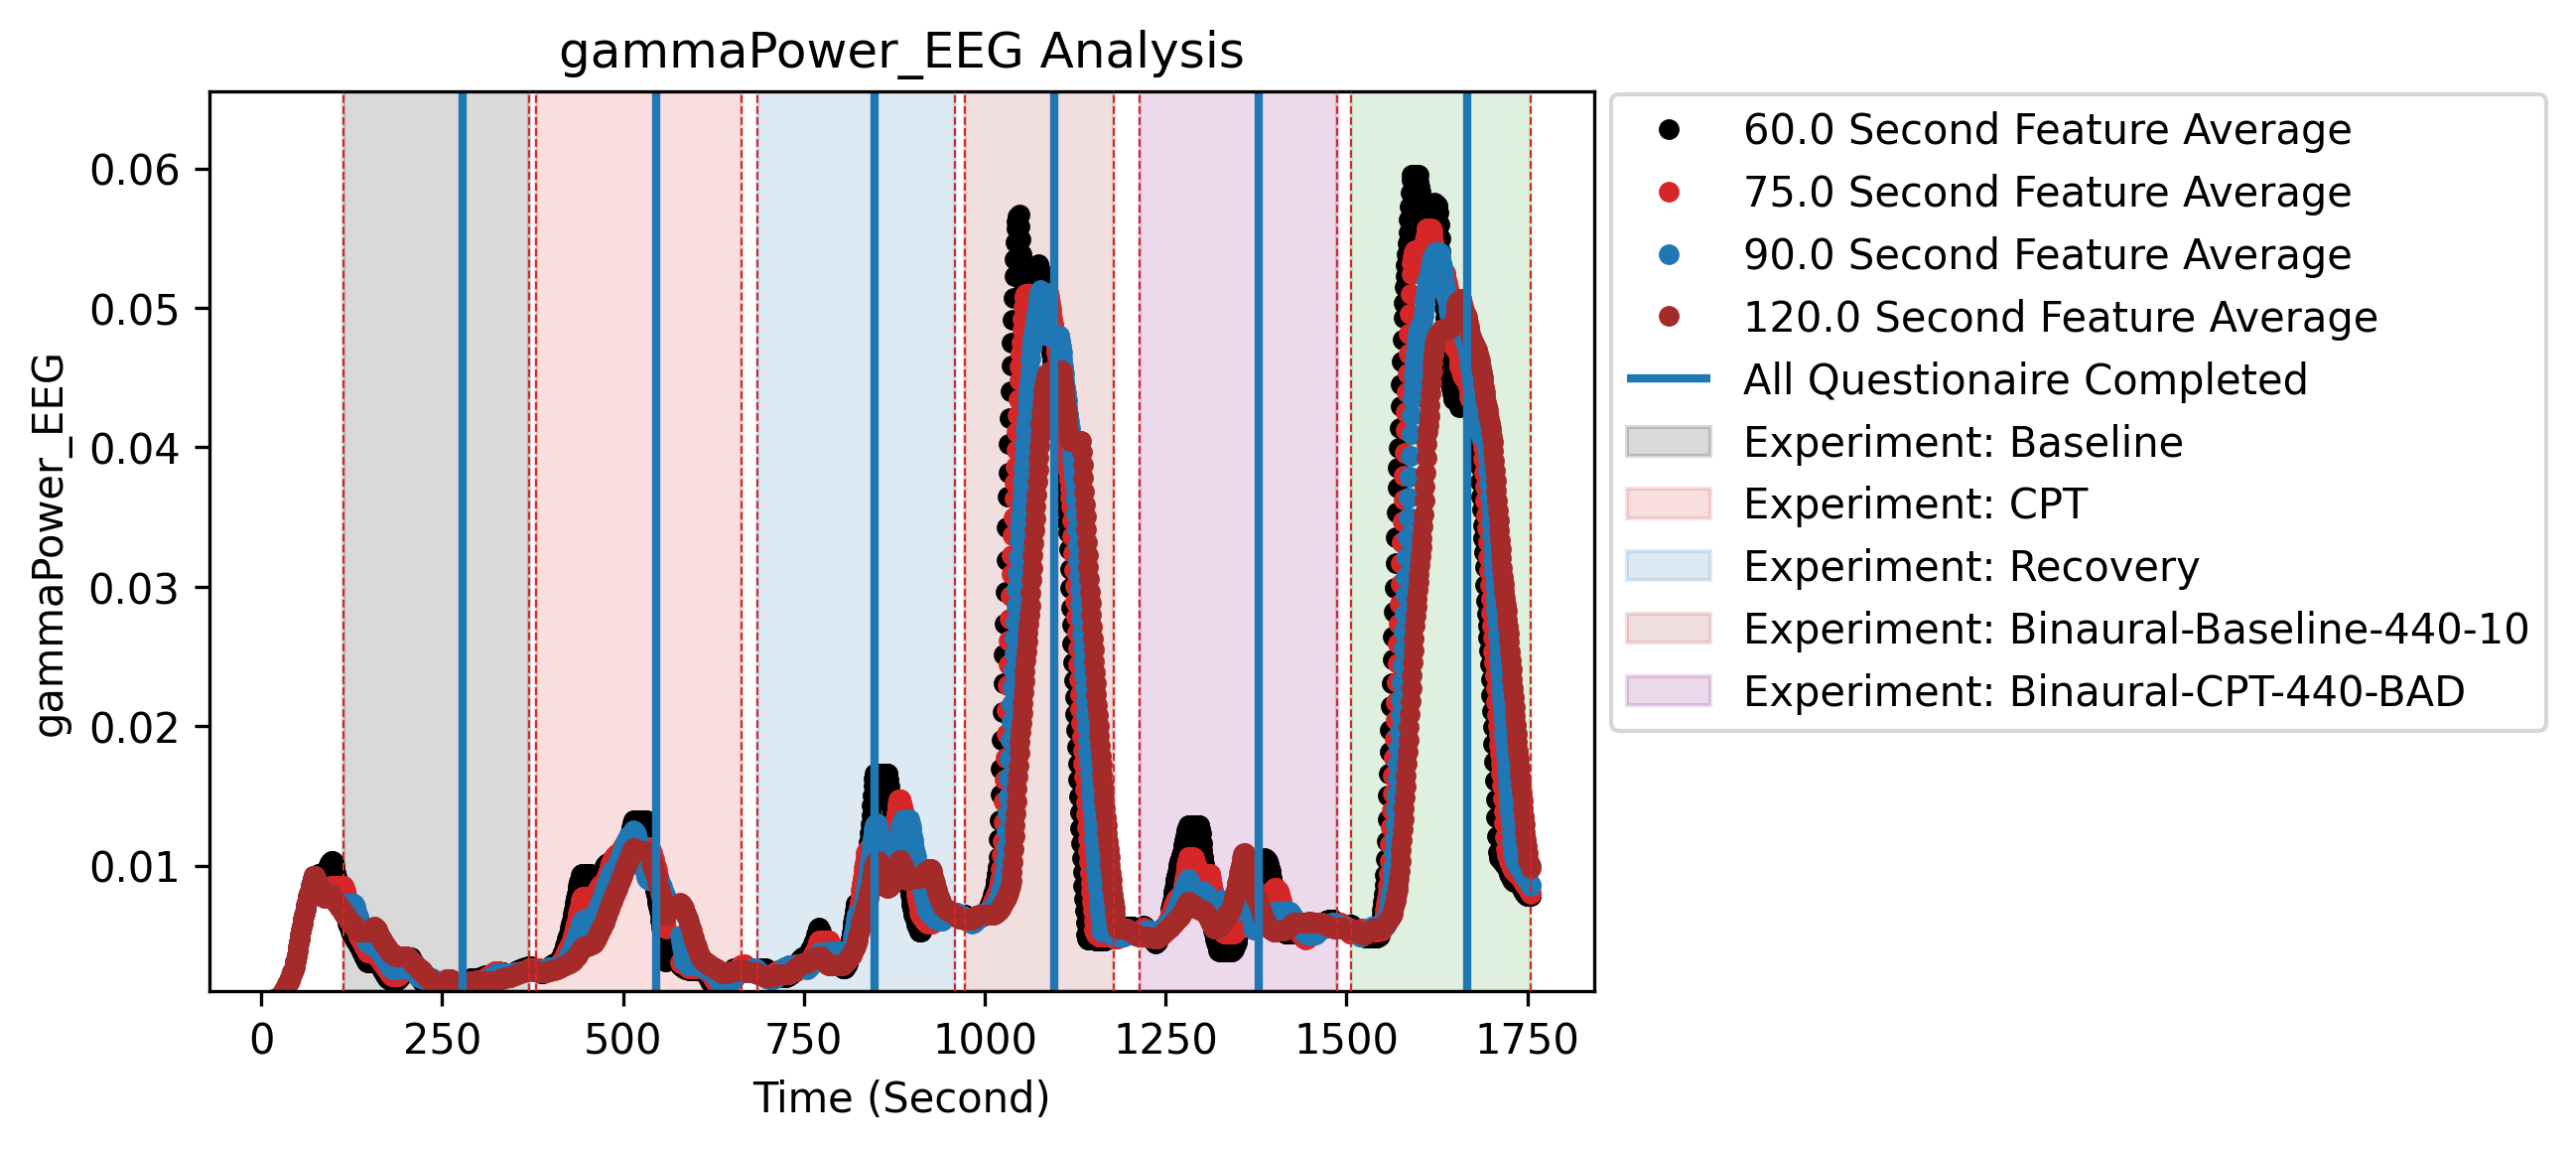 gammaPower_EEG Analysis
gammaPower_EEG
0.06
0.05
0.04
0.03
0.02
0.01
0 250 500 750 1000 1250 1500 1750
Time (Second)
60.0 Second Feature Average
75.0 Second Feature Average
90.0 Second Feature Average
120.0 Second Feature Average
All Questionaire Completed
Experiment: Baseline
Experiment: CPT
Experiment: Recovery
Experiment: Binaural-Baseline-440-10
Experiment: Binaural-CPT-440-BAD